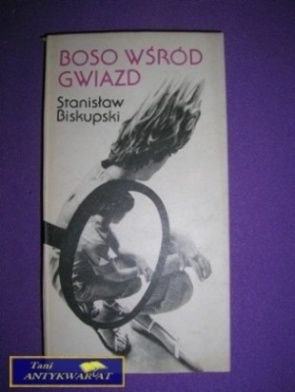 BOSO WŚRÓD
GWIAZD
Stanisław
Biskupski
Tani
ANTYKWARIAT